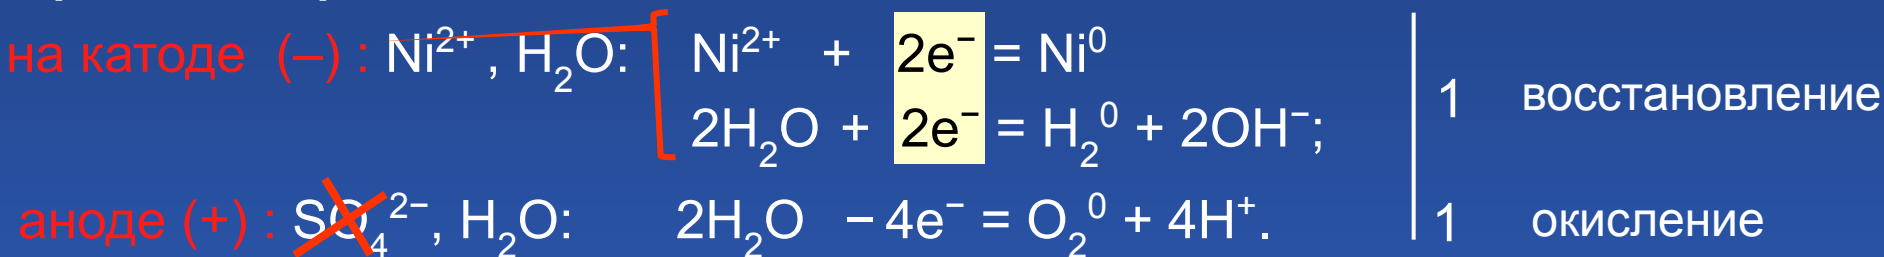 на катоде (–) : Ni²⁺ , H₂O: Ni²⁺ + 2e⁻ = Ni⁰
1 восстановление
2H₂O + 2e⁻ = H₂⁰ + 2OH⁻;
аноде (+) : SO₄²⁻, H₂O: 2H₂O – 4e⁻ = O₂⁰ + 4H⁺. 1 окисление